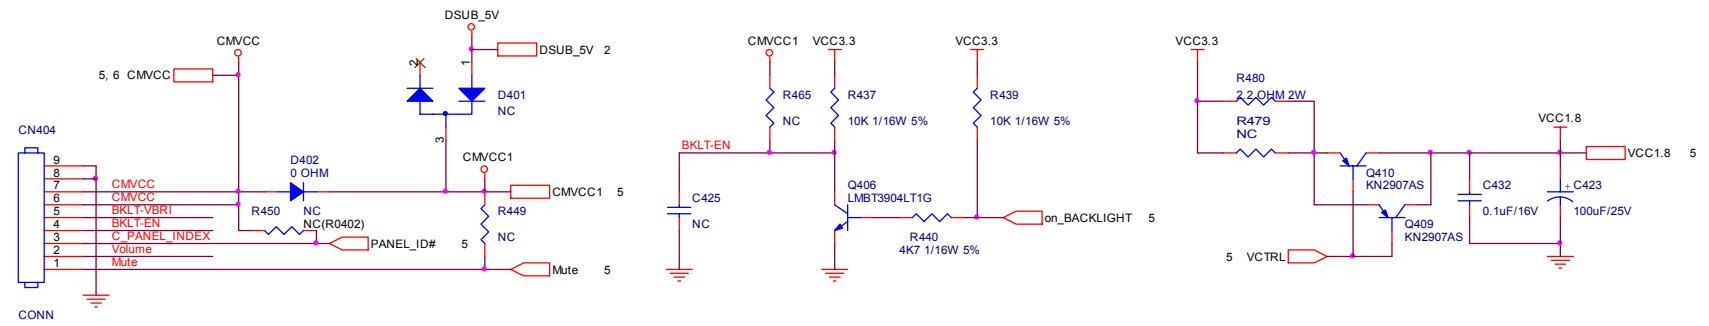 DSUB_5V
DSUB_5V 2
CMVCC
5, 6 CMVCC
2
1
D401
NC
3
CN404
9
8
7
6
5
4
3
2
1
CMVCC
CMVCC
BKLT-VBRI
BKLT-EN
C_PANEL_INDEX
Volume
Mute
CONN
D402
0 OHM
NC
R450
NC(R0402)
PANEL_ID# 5
CMVCC1
CMVCC1 5
R449
NC
Mute 5
CMVCC1
VCC3.3
VCC3.3
R465
NC
R437
10K 1/16W 5%
R439
10K 1/16W 5%
BKLT-EN
C425
NC
Q406
LMBT3904LT1G
R440
4K7 1/16W 5%
on_BACKLIGHT 5
VCC3.3
R480
2.2 OHM 2W
R479
NC
Q410
KN2907AS
Q409
KN2907AS
5 VCTRL
VCC1.8
VCC1.8 5
C432
0.1uF/16V
+
C423
100uF/25V